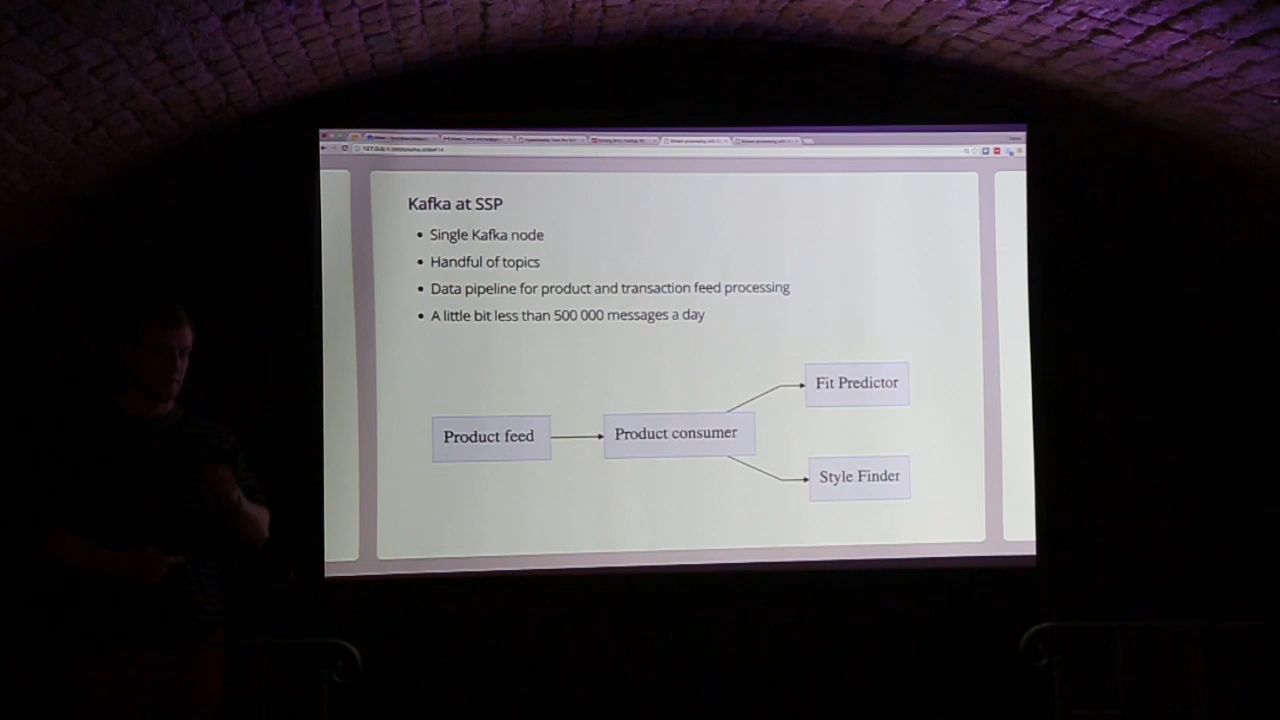 Kafka at SSP
Single Kafka node
Handful of topics
Data pipeline for product and transaction feed processing
A little bit less than 500 000 messages a day
Fit Predictor
Product feed
Product consumer
Style Finder